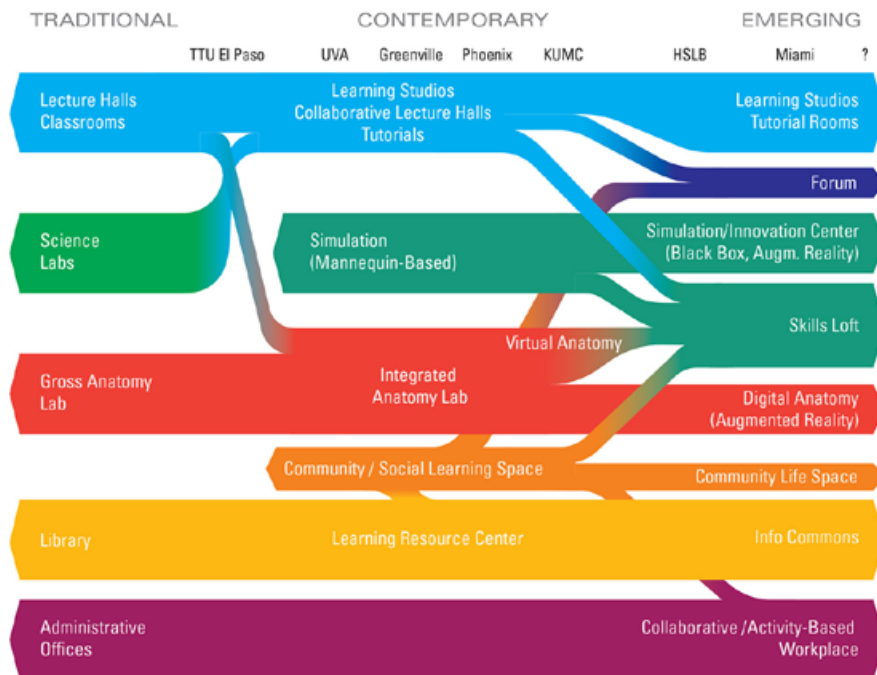 TRADITIONAL
CONTEMPORARY
EMERGING
TTU El Paso
UVA
Greenville
Phoenix
KUMC
HSLB
Miami
?
Lecture Halls
Classrooms
Learning Studios
Collaborative Lecture Halls
Tutorials
Learning Studios
Tutorial Rooms
Forum
Science
Labs
Simulation
(Mannequin-Based)
Simulation/Innovation Center
(Black Box, Augm. Reality)
Skills Loft
Virtual Anatomy
Gross Anatomy
Lab
Integrated
Anatomy Lab
Digital Anatomy
(Augmented Reality)
Community / Social Learning Space
Community Life Space
Library
Learning Resource Center
Info Commons
Administrative
Offices
Collaborative /Activity-Based
Workplace